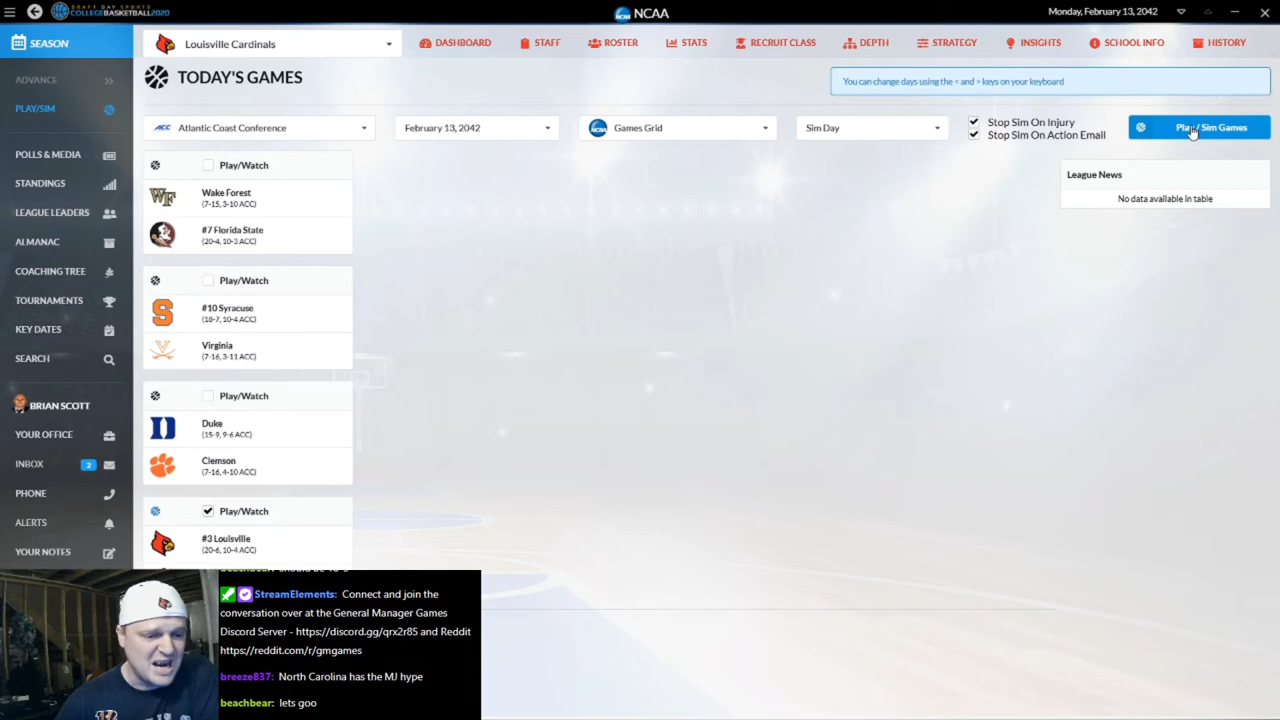 DRAFT DAY SPORTS
COLLEGE BASKETBALL 2020
NCAA
Monday, February 13, 2042
SEASON
Louisville Cardinals
DASHBOARD
STAFF
ROSTER
STATS
RECRUIT CLASS
DEPTH
STRATEGY
INSIGHTS
SCHOOL INFO
HISTORY
ADVANCE
PLAY/SIM
POLLS & MEDIA
STANDINGS
LEAGUE LEADERS
ALMANAC
COACHING TREE
TOURNAMENTS
KEY DATES
SEARCH
BRIAN SCOTT
YOUR OFFICE
INBOX 2
PHONE
ALERTS
YOUR NOTES
TODAY'S GAMES
You can change days using the < and > keys on your keyboard
ACC Atlantic Coast Conference
February 13, 2042
Games Grid
Sim Day
Stop Sim On Injury
Stop Sim On Action Email
Play / Sim Games
League News
No data available in table
Play/Watch
WF Wake Forest
(7-15, 3-10 ACC)
#7 Florida State
(20-4, 10-3 ACC)
Play/Watch
S #10 Syracuse
(18-7, 10-4 ACC)
Virginia
(7-16, 3-11 ACC)
Play/Watch
D Duke
(15-9, 9-6 ACC)
Clemson
(7-16, 4-10 ACC)
Play/Watch
#3 Louisville
(20-6, 10-4 ACC)
StreamElements: Connect and join the
conversation over at the General Manager Games
Discord Server - https://discord.gg/qrx2r85 and Reddit
https://reddit.com/r/gmgames
breeze837: North Carolina has the MJ hype
beachbear: lets goo